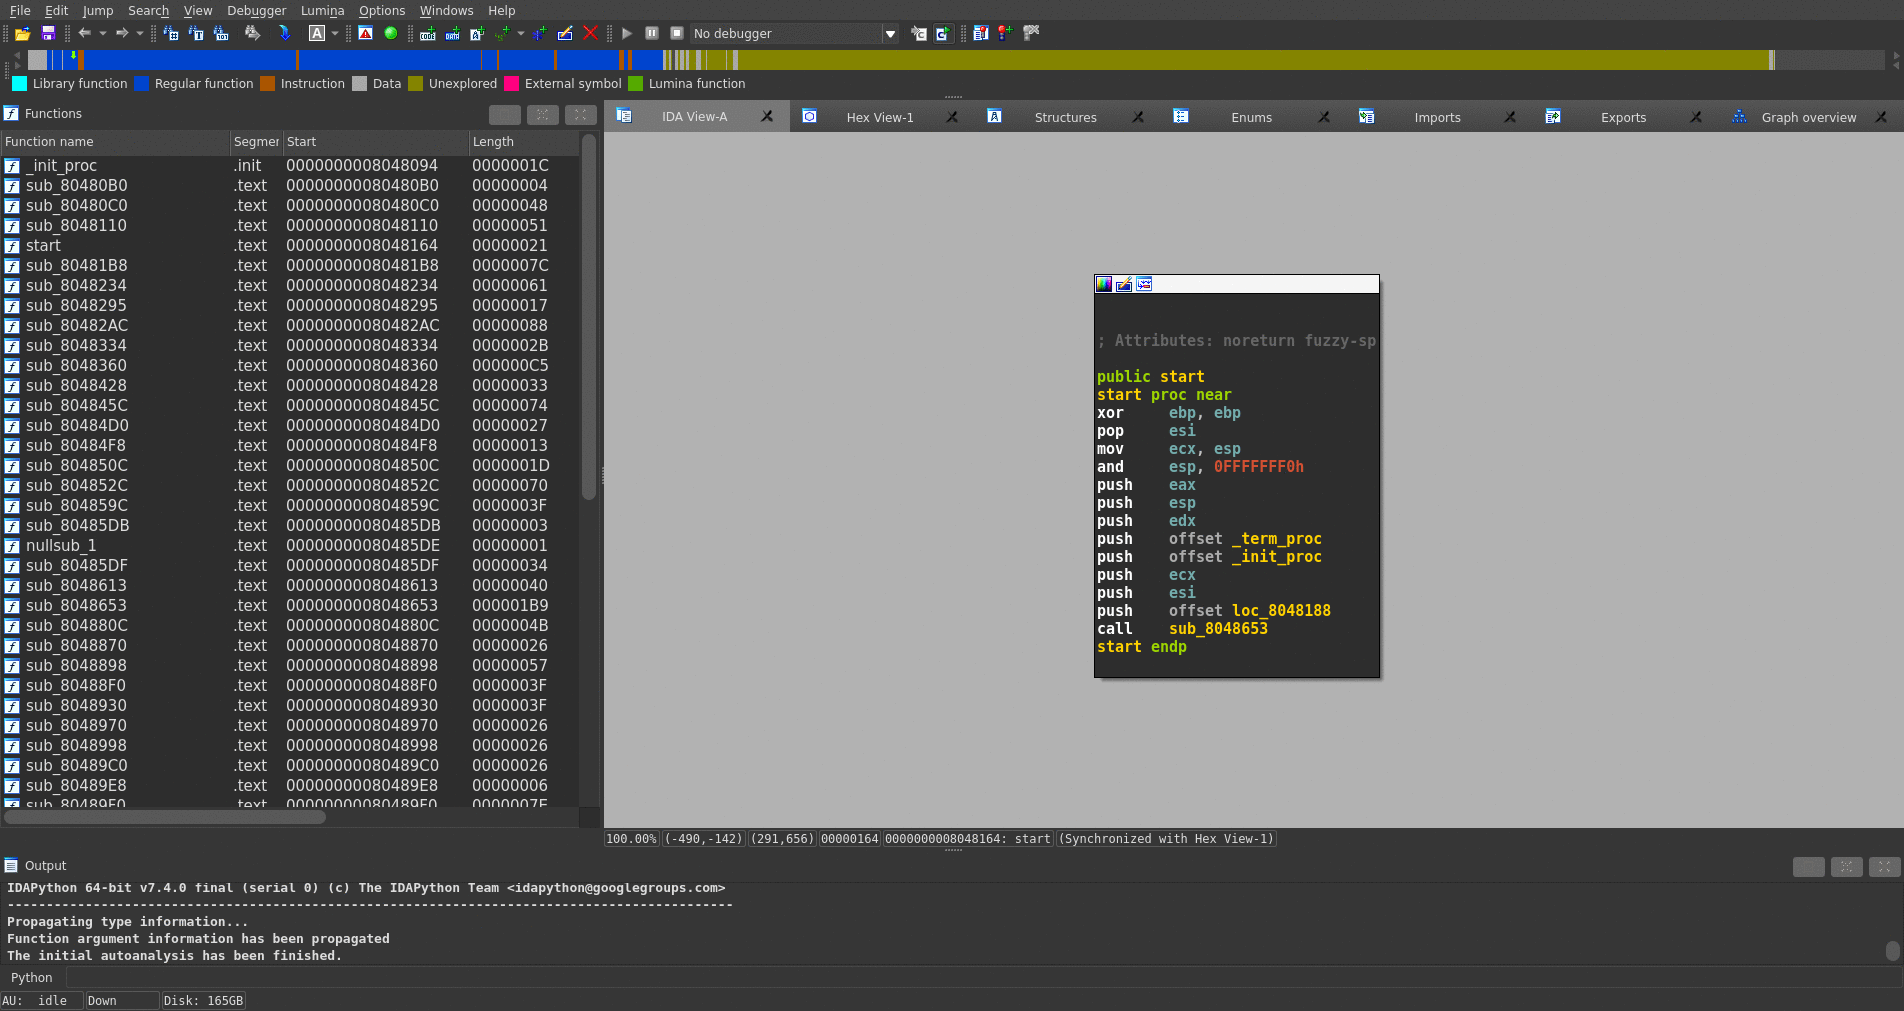 File Edit Jump Search View Debugger Lumina Options Windows Help
No debugger
Library function Regular function Instruction Data Unexplored External symbol Lumina function
Functions
IDA View-A Hex View-1 Structures Enums Imports Exports Graph overview
Function name Segmer Start Length
_init_proc .init 0000000008048094 0000001C
sub_80480B0 .text 00000000080480B0 00000004
sub_80480C0 .text 00000000080480C0 00000048
sub_8048110 .text 0000000008048110 00000051
start .text 0000000008048164 00000021
sub_80481B8 .text 00000000080481B8 0000007C
sub_8048234 .text 0000000008048234 00000061
sub_8048295 .text 0000000008048295 00000017
sub_80482AC .text 00000000080482AC 00000088
sub_8048334 .text 0000000008048334 0000002B
sub_8048360 .text 0000000008048360 000000C5
sub_8048428 .text 0000000008048428 00000033
sub_804845C .text 000000000804845C 00000074
sub_80484D0 .text 00000000080484D0 00000027
sub_80484F8 .text 00000000080484F8 00000013
sub_804850C .text 000000000804850C 0000001D
sub_804852C .text 000000000804852C 00000070
sub_804859C .text 000000000804859C 0000003F
sub_80485DB .text 00000000080485DB 00000003
nullsub_1 .text 00000000080485DE 00000001
sub_80485DF .text 00000000080485DF 00000034
sub_8048613 .text 0000000008048613 00000040
sub_8048653 .text 0000000008048653 000001B9
sub_804880C .text 000000000804880C 0000004B
sub_8048870 .text 0000000008048870 00000026
sub_8048898 .text 0000000008048898 00000057
sub_80488F0 .text 00000000080488F0 0000003F
sub_8048930 .text 0000000008048930 0000003F
sub_8048970 .text 0000000008048970 00000026
sub_8048998 .text 0000000008048998 00000026
sub_80489C0 .text 00000000080489C0 00000026
sub_80489E8 .text 00000000080489E8 00000006
sub_80489F0 .text 00000000080489F0 0000007E
; Attributes: noreturn fuzzy-sp
public start
start proc near
xor ebp, ebp
pop esi
mov ecx, esp
and esp, 0FFFFFFF0h
push eax
push esp
push edx
push offset _term_proc
push offset _init_proc
push ecx
push esi
push offset loc_8048188
call sub_8048653
start endp
100.00% (-490,-142) (291,656) 00000164 0000000008048164: start (Synchronized with Hex View-1)
Output
IDAPython 64-bit v7.4.0 final (serial 0) (c) The IDAPython Team <idapython@googlegroups.com>
---------------------------------------------------------------------------------------------
Propagating type information...
Function argument information has been propagated
The initial autoanalysis has been finished.
Python
AU: idle Down Disk: 165GB